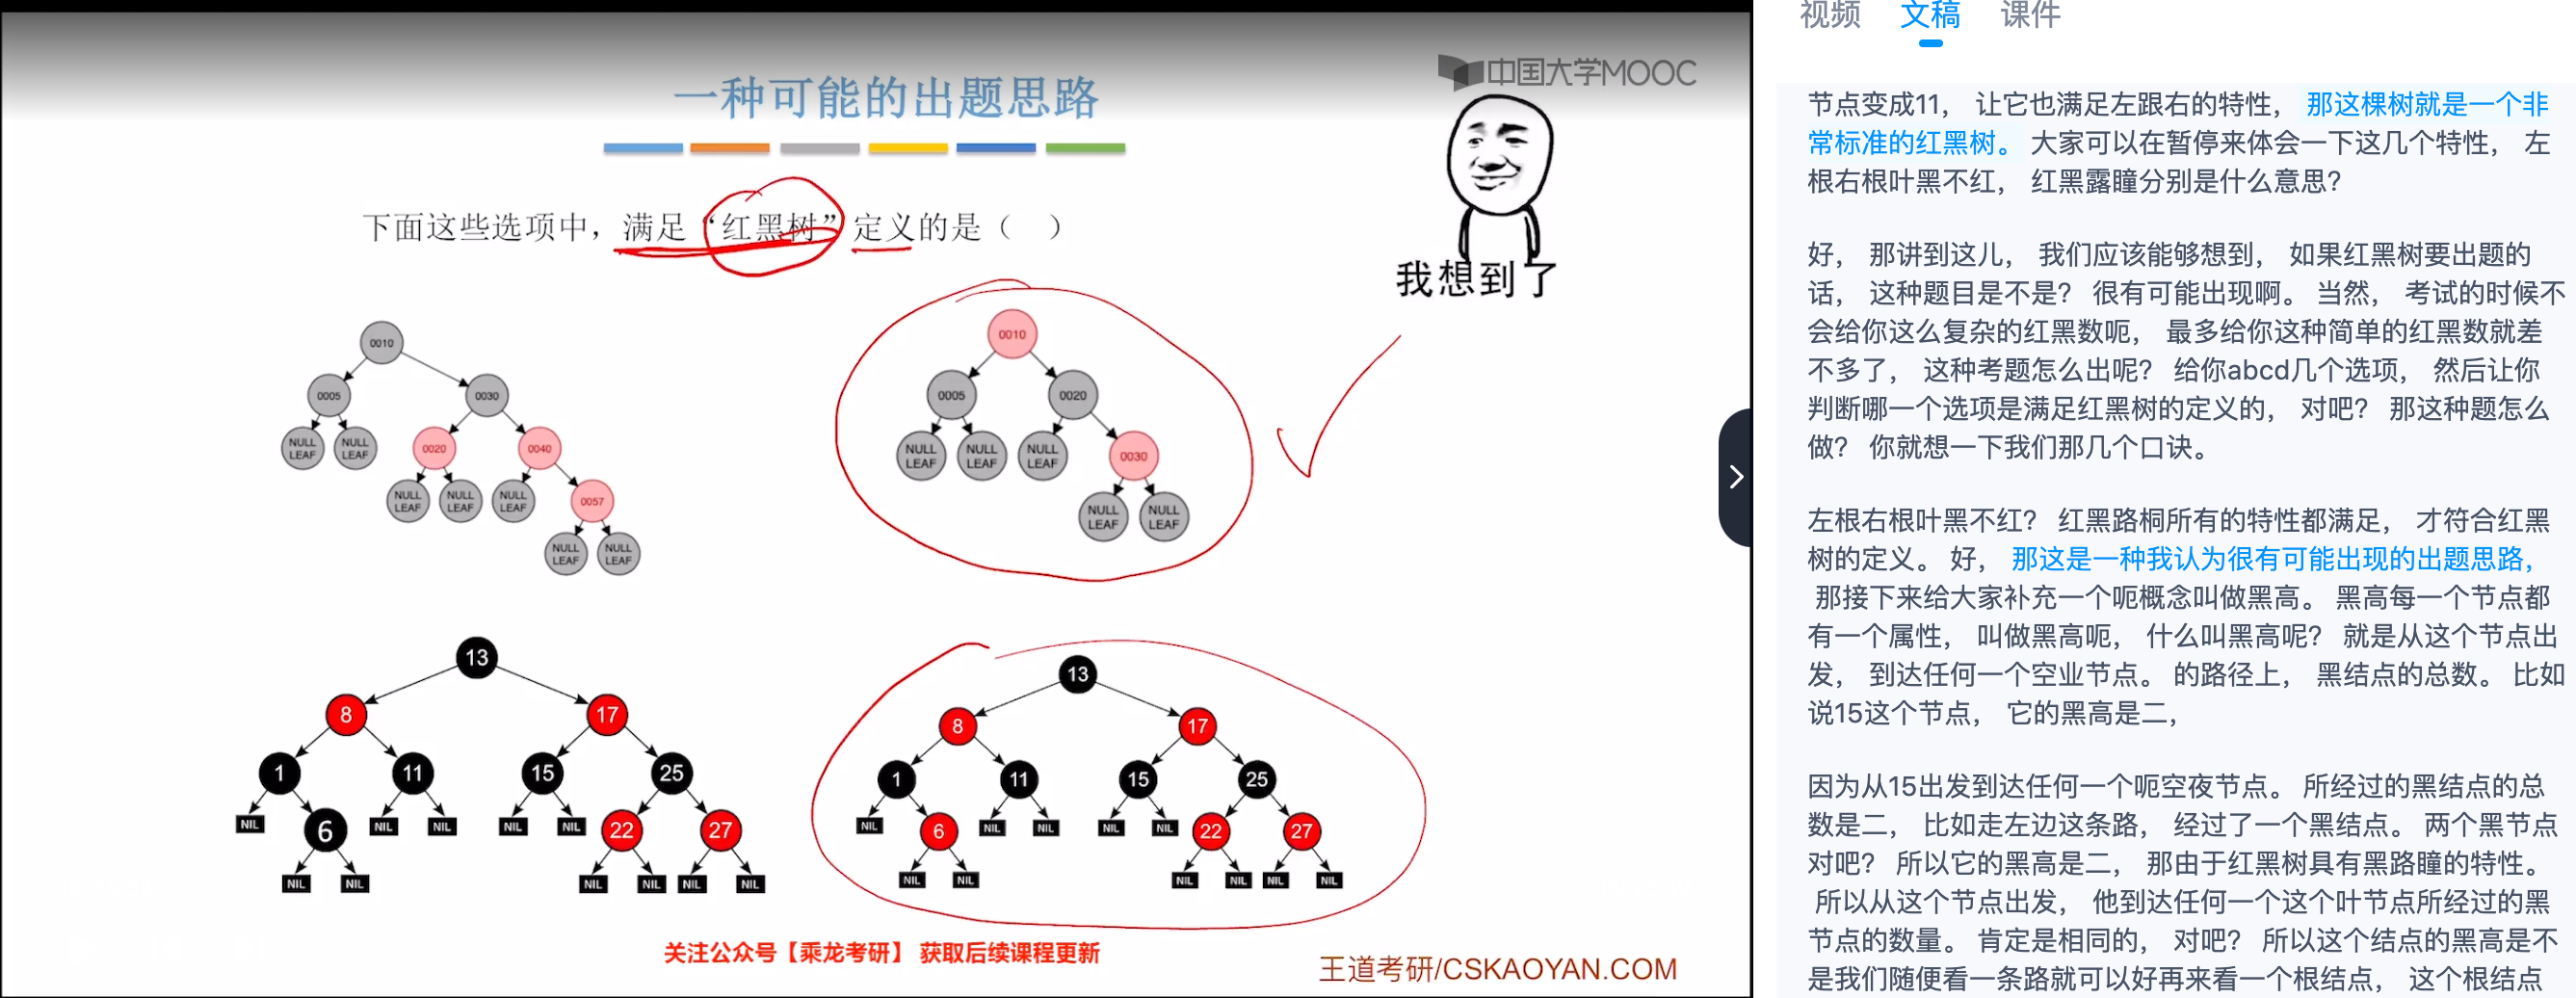 一种可能的出题思路
中国大学MOOC
下面这些选项中，满足“红黑树”定义的是（ ）
我想到了
0010
0005
0030
NULL LEAF
NULL LEAF
0020
0040
NULL LEAF
NULL LEAF
NULL LEAF
0057
NULL LEAF
NULL LEAF
0010
0005
0020
NULL LEAF
NULL LEAF
NULL LEAF
0030
NULL LEAF
NULL LEAF
13
8
17
1
11
15
25
NIL
6
NIL
NIL
NIL
NIL
22
27
NIL
NIL
NIL
NIL
NIL
NIL
13
8
17
1
11
15
25
NIL
6
NIL
NIL
NIL
NIL
22
27
NIL
NIL
NIL
NIL
NIL
NIL
关注公众号【乘龙考研】 获取后续课程更新
王道考研/CSKAOYAN.COM
视频 文稿 课件
节点变成11， 让它也满足左跟右的特性， 那这棵树就是一个非
常标准的红黑树。 大家可以在暂停来体会一下这几个特性， 左
根右根叶黑不红， 红黑露瞳分别是什么意思？
好， 那讲到这儿， 我们应该能够想到， 如果红黑树要出题的
话， 这种题目是不是？ 很有可能出现啊。 当然， 考试的时候不
会给你这么复杂的红黑数呃， 最多给你这种简单的红黑数就差
不多了， 这种考题怎么出呢？ 给你abcd几个选项， 然后让你
判断哪一个选项是满足红黑树的定义的， 对吧？ 那这种题怎么
做？ 你就想一下我们那几个口诀。
左根右根叶黑不红？ 红黑路桐所有的特性都满足， 才符合红黑
树的定义。 好， 那这是一种我认为很有可能出现的出题思路，
那接下来给大家补充一个呃概念叫做黑高。 黑高每一个节点都
有一个属性， 叫做黑高呃， 什么叫黑高呢？ 就是从这个节点出
发， 到达任何一个空业节点。 的路径上， 黑结点的总数。 比如
说15这个节点， 它的黑高是二，
因为从15出发到达任何一个呃空夜节点。 所经过的黑结点的总
数是二， 比如走左边这条路， 经过了一个黑结点。 两个黑节点
对吧？ 所以它的黑高是二， 那由于红黑树具有黑路瞳的特性。
所以从这个节点出发， 他到达任何一个这个叶节点所经过的黑
节点的数量。 肯定是相同的， 对吧？ 所以这个结点的黑高是不
是我们随便看一条路就可以好再来看一个根结点， 这个根结点